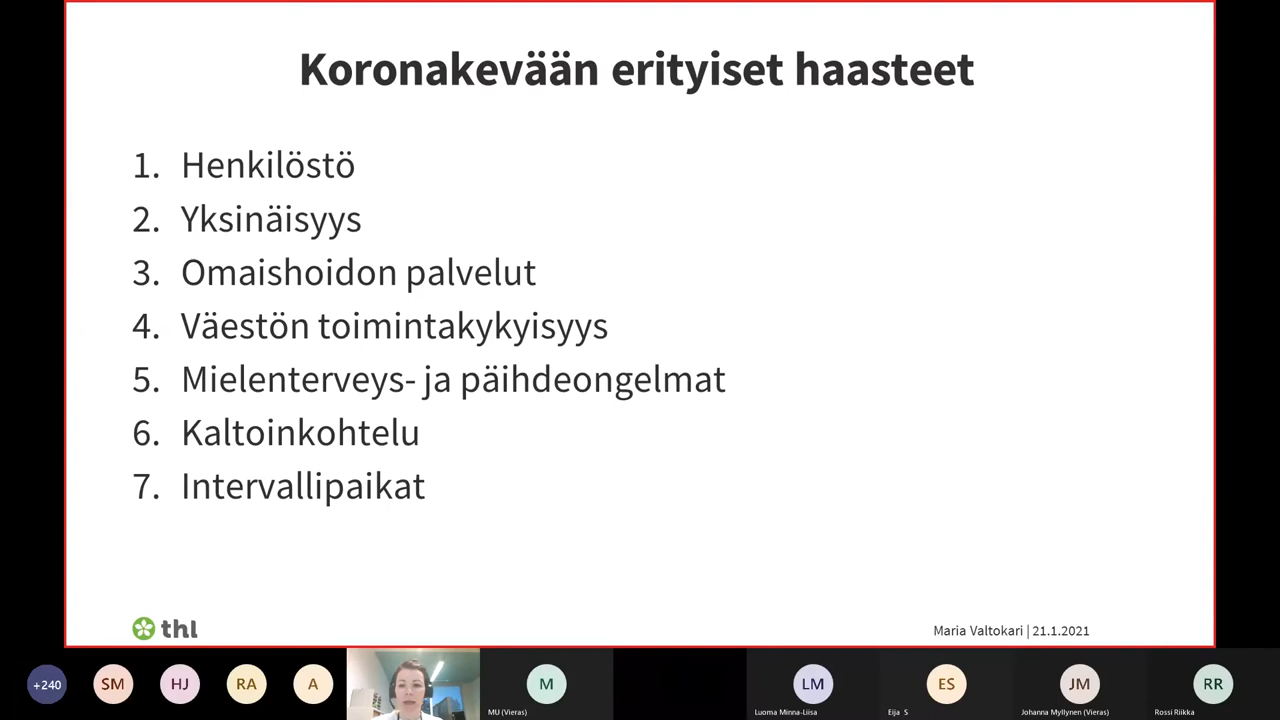 Koronakevään erityiset haasteet
1. Henkilöstö
2. Yksinäisyys
3. Omaishoidon palvelut
4. Väestön toimintakykyisyys
5. Mielenterveys- ja päihdeongelmat
6. Kaltoinkohtelu
7. Intervallipaikat
thl
Maria Valtokari | 21.1.2021
+240
SM
HJ
RA
A
M
LM
ES
JM
RR
MU (Vieras)
Luoma Minna-Liisa
Eija S
Johanna Myllynen (Vieras)
Rossi Riikka